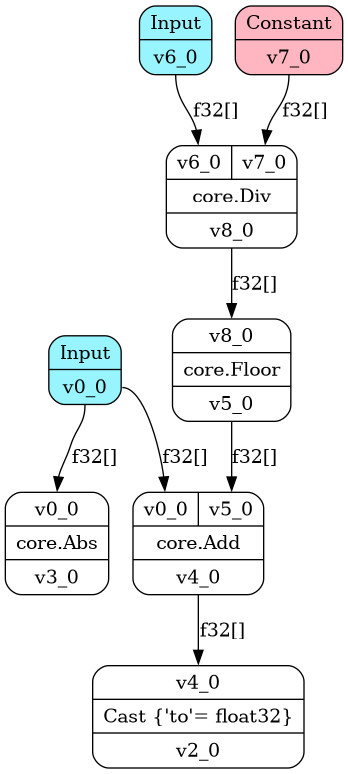 Input
v6_0
Constant
v7_0
f32[]
f32[]
v6_0 v7_0
core.Div
v8_0
f32[]
v8_0
core.Floor
v5_0
Input
v0_0
f32[]
f32[]
f32[]
v0_0
core.Abs
v3_0
v0_0 v5_0
core.Add
v4_0
f32[]
v4_0
Cast {'to'= float32}
v2_0